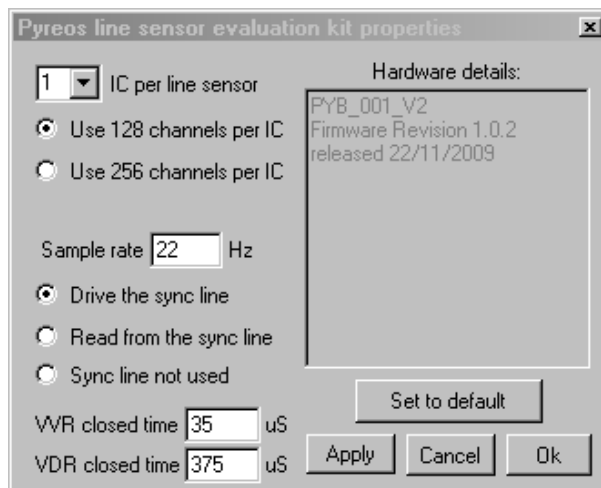 Pyreos line sensor evaluation kit properties
1 IC per line sensor
Use 128 channels per IC
Use 256 channels per IC
Sample rate 22 Hz
Drive the sync line
Read from the sync line
Sync line not used
VVR closed time 35 uS
VDR closed time 375 uS
Hardware details:
PYB_001_V2
Firmware Revision 1.0.2
released 22/11/2009
Set to default
Apply Cancel Ok